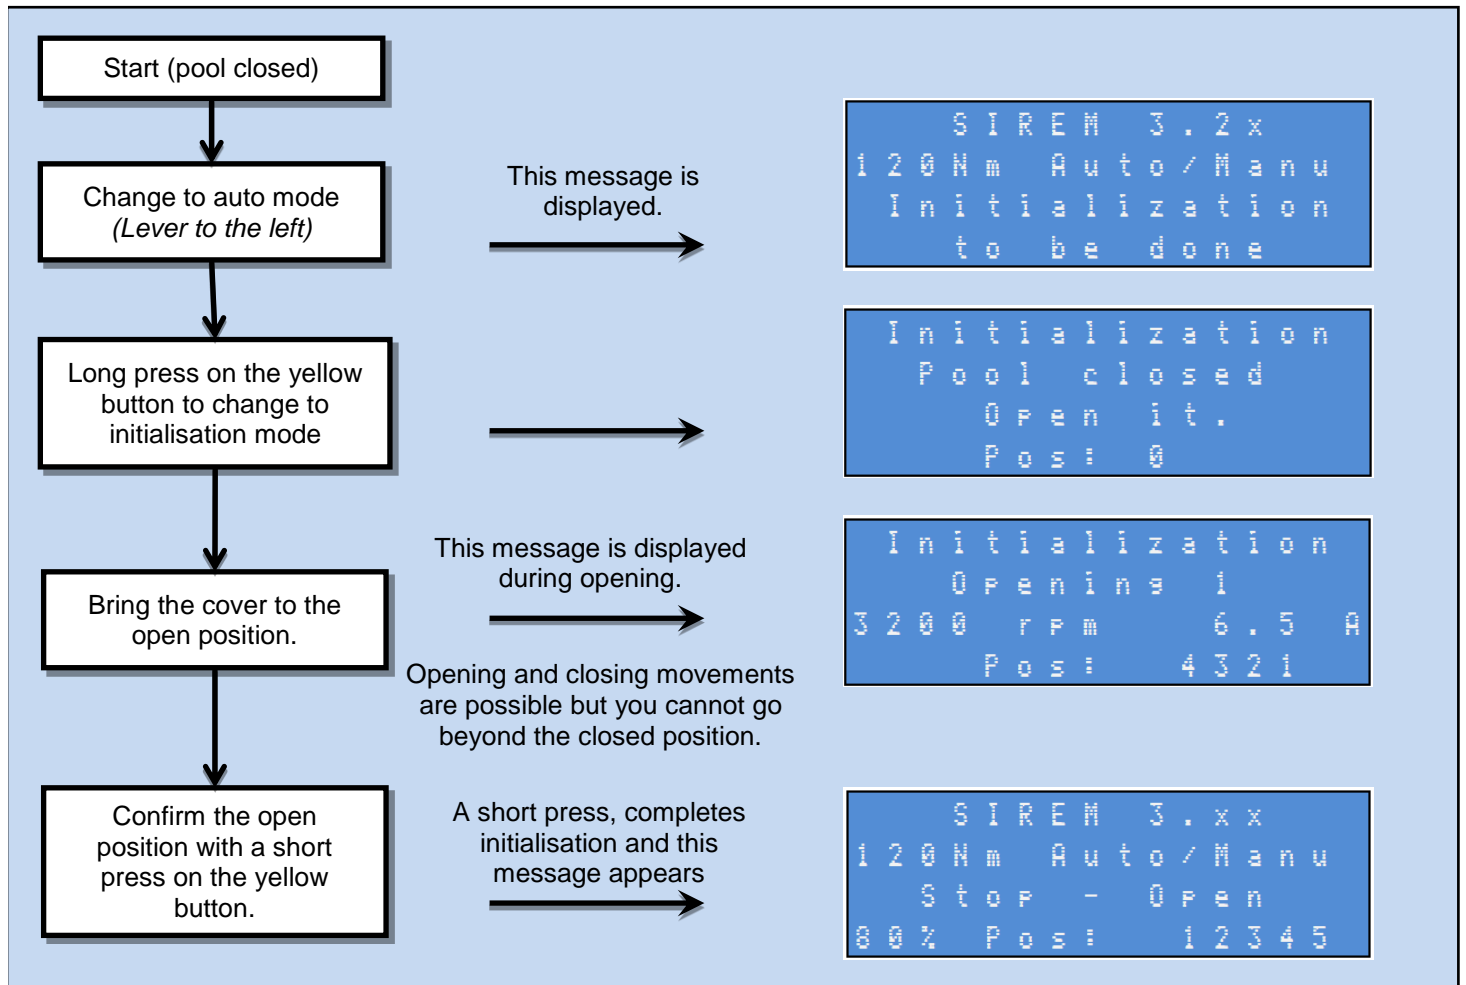 Start (pool closed)
Change to auto mode
(Lever to the left)
This message is
displayed.
SIREM 3.2x
120Nm Auto/Manu
Initialization
to be done
Long press on the yellow
button to change to
initialisation mode
Initialization
Pool closed
Open it.
Pos: 0
Bring the cover to the
open position.
This message is displayed
during opening.
Opening and closing movements
are possible but you cannot go
beyond the closed position.
Initialization
Opening 1
3200 rpm 6.5 A
Pos: 4321
Confirm the open
position with a short
press on the yellow
button.
A short press, completes
initialisation and this
message appears
SIREM 3.xx
120Nm Auto/Manu
Stop - Open
80% Pos: 12345